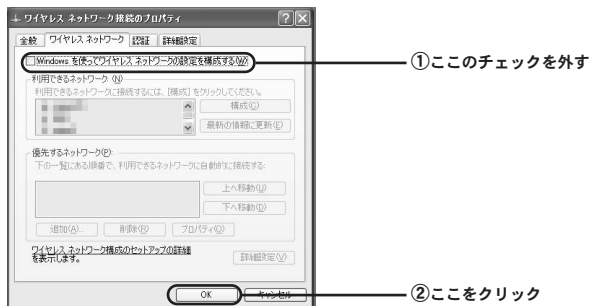 ワイヤレス ネットワーク接続のプロパティ
全般 ワイヤレス ネットワーク 認証 詳細設定
Windows を使ってワイヤレス ネットワークの設定を構成する(W)
①ここのチェックを外す
利用できるネットワーク (N)
利用できるネットワークに接続するには、[構成] をクリックしてください。
構成(C)
最新の情報に更新(E)
優先するネットワーク(P):
下の一覧にある順番で、利用できるネットワークに自動的に接続する:
上へ移動(U)
下へ移動(D)
追加(A)... 削除(R) プロパティ(O)
ワイヤレス ネットワーク構成のセットアップの詳細
を表示します。
詳細設定(V)
OK キャンセル
②ここをクリック